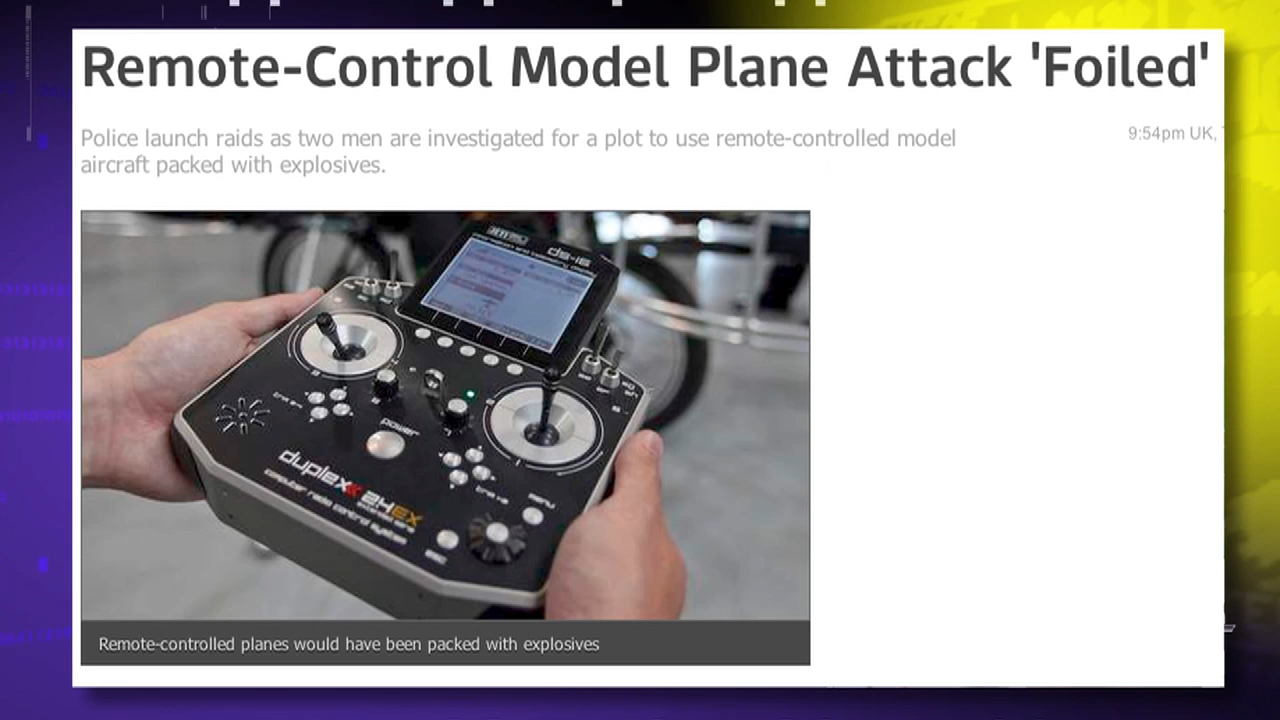 Remote-Control Model Plane Attack 'Foiled'
Police launch raids as two men are investigated for a plot to use remote-controlled model
9:54pm UK,
aircraft packed with explosives.
ds-16
power
menu
duplex 2.4EX
computer radio control system
Remote-controlled planes would have been packed with explosives